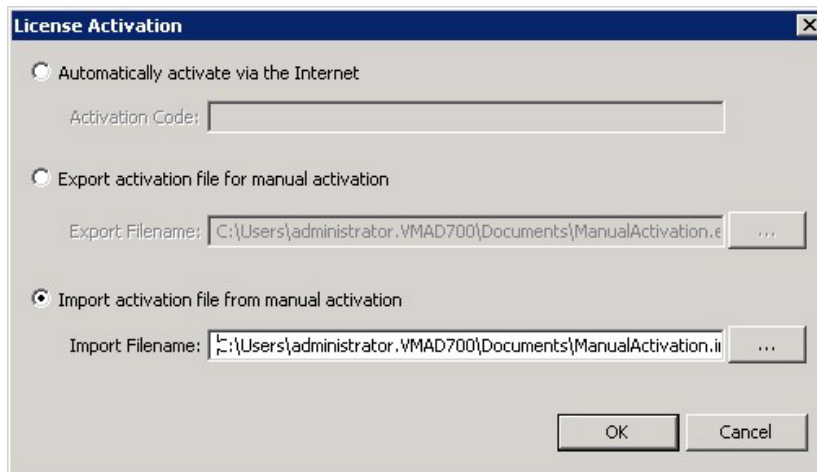 License Activation
Automatically activate via the Internet
Activation Code:
Export activation file for manual activation
Export Filename: C:\Users\administrator.VMAD700\Documents\ManualActivation.e ...
Import activation file from manual activation
Import Filename: C:\Users\administrator.VMAD700\Documents\ManualActivation.i ...
OK Cancel